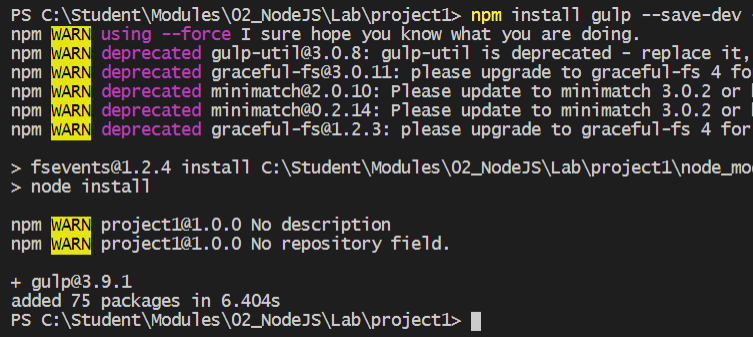 PS C:\Student\Modules\02_NodeJS\Lab\project1> npm install gulp --save-dev
npm WARN using --force I sure hope you know what you are doing.
npm WARN deprecated gulp-util@3.0.8: gulp-util is deprecated - replace it,
npm WARN deprecated graceful-fs@3.0.11: please upgrade to graceful-fs 4 fo
npm WARN deprecated minimatch@2.0.10: Please update to minimatch 3.0.2 or
npm WARN deprecated minimatch@0.2.14: Please update to minimatch 3.0.2 or
npm WARN deprecated graceful-fs@1.2.3: please upgrade to graceful-fs 4 for
> fsevents@1.2.4 install C:\Student\Modules\02_NodeJS\Lab\project1\node_mo
> node install
npm WARN project1@1.0.0 No description
npm WARN project1@1.0.0 No repository field.
+ gulp@3.9.1
added 75 packages in 6.404s
PS C:\Student\Modules\02_NodeJS\Lab\project1>